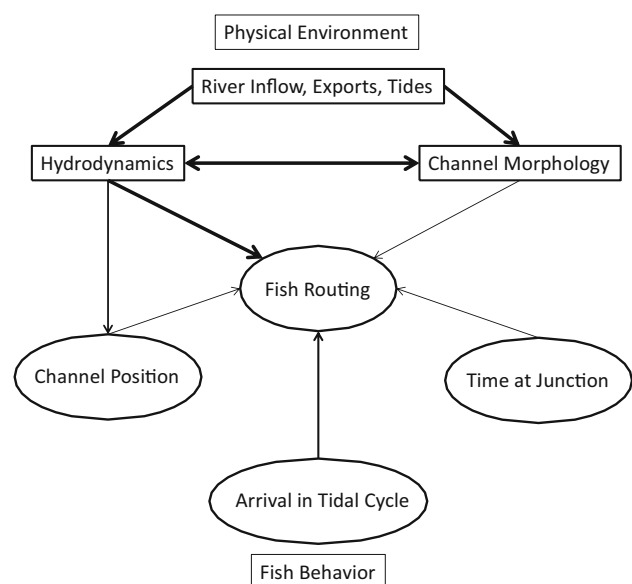 Physical Environment
River Inflow, Exports, Tides
Hydrodynamics
Channel Morphology
Fish Routing
Channel Position
Time at Junction
Arrival in Tidal Cycle
Fish Behavior